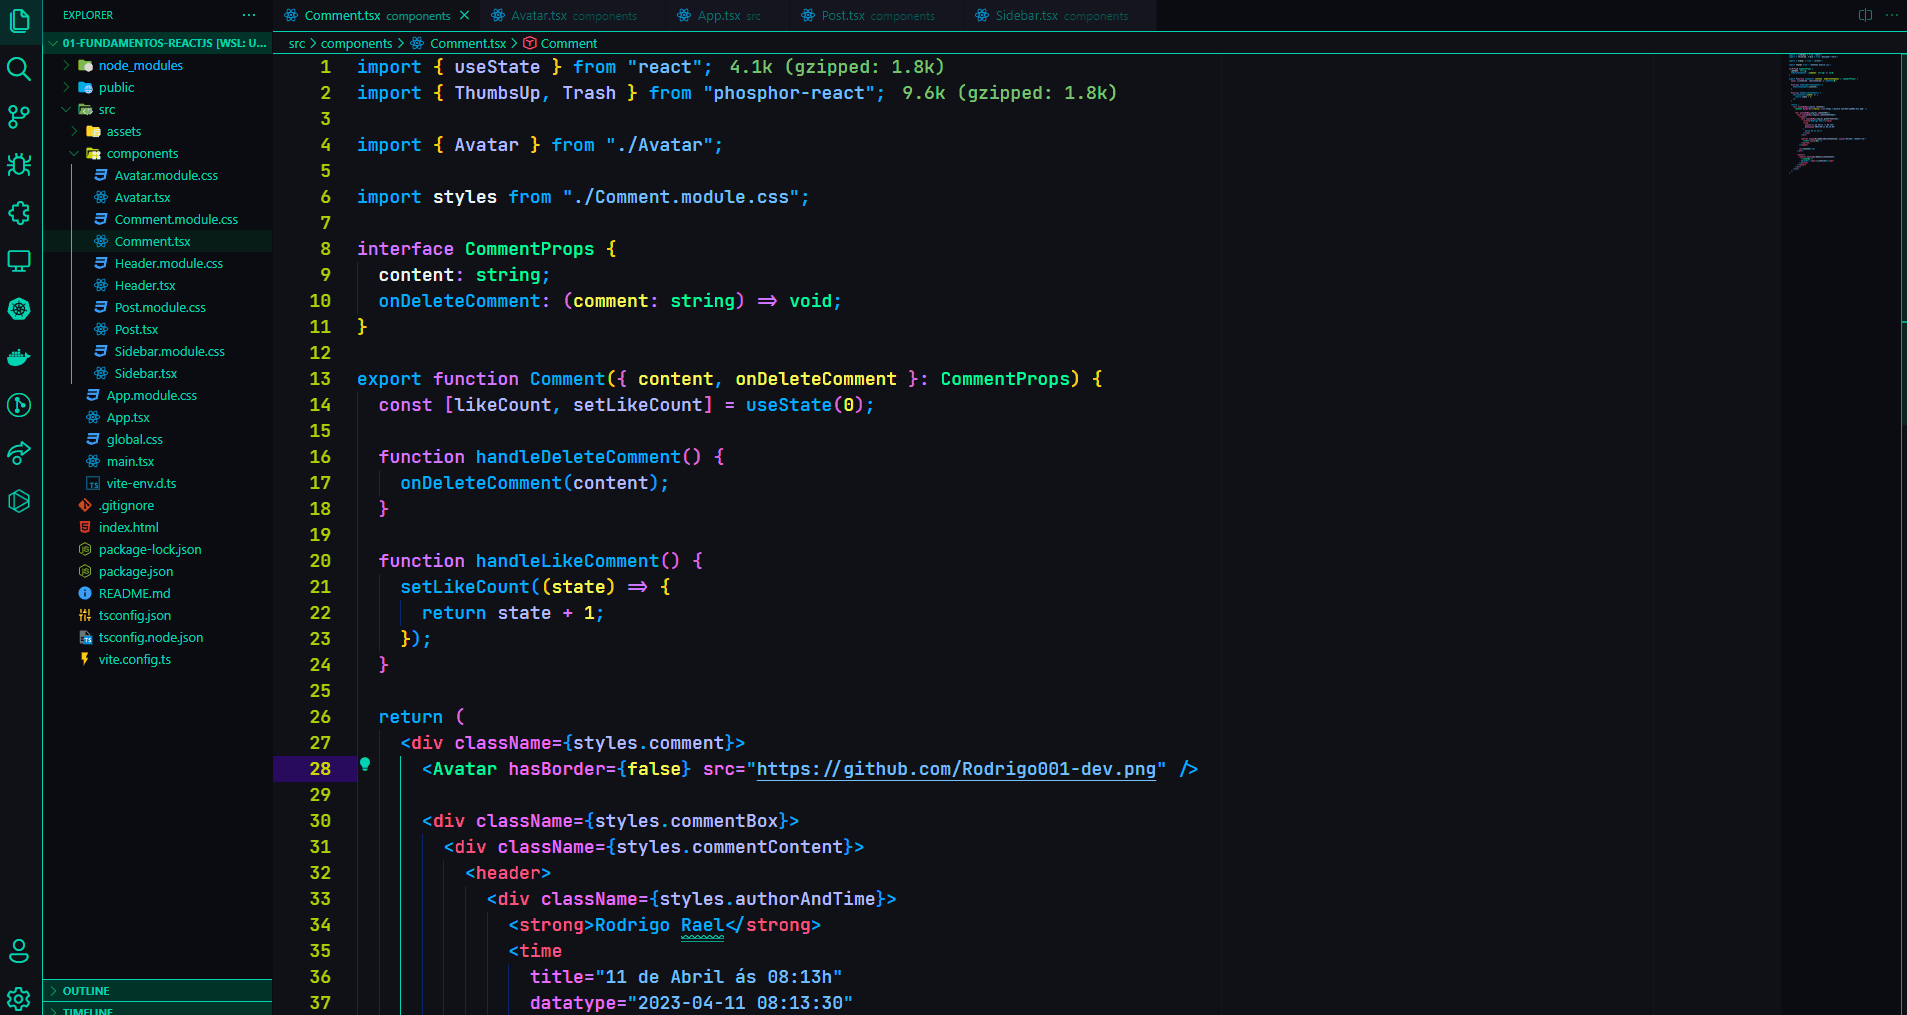 EXPLORER
01-FUNDAMENTOS-REACTJS [WSL: U...
node_modules
public
src
assets
components
Avatar.module.css
Avatar.tsx
Comment.module.css
Comment.tsx
Header.module.css
Header.tsx
Post.module.css
Post.tsx
Sidebar.module.css
Sidebar.tsx
App.module.css
App.tsx
global.css
main.tsx
vite-env.d.ts
.gitignore
index.html
package-lock.json
package.json
README.md
tsconfig.json
tsconfig.node.json
vite.config.ts
OUTLINE
TIMELINE
Comment.tsx components
Avatar.tsx components
App.tsx src
Post.tsx components
Sidebar.tsx components
src > components > Comment.tsx > Comment
1 import { useState } from "react"; 4.1k (gzipped: 1.8k)
2 import { ThumbsUp, Trash } from "phosphor-react"; 9.6k (gzipped: 1.8k)
3
4 import { Avatar } from "./Avatar";
5
6 import styles from "./Comment.module.css";
7
8 interface CommentProps {
9 content: string;
10 onDeleteComment: (comment: string) => void;
11 }
12
13 export function Comment({ content, onDeleteComment }: CommentProps) {
14 const [likeCount, setLikeCount] = useState(0);
15
16 function handleDeleteComment() {
17 onDeleteComment(content);
18 }
19
20 function handleLikeComment() {
21 setLikeCount((state) => {
22 return state + 1;
23 });
24 }
25
26 return (
27 <div className={styles.comment}>
28 <Avatar hasBorder={false} src="https://github.com/Rodrigo001-dev.png" />
29
30 <div className={styles.commentBox}>
31 <div className={styles.commentContent}>
32 <header>
33 <div className={styles.authorAndTime}>
34 <strong>Rodrigo Rael</strong>
35 <time
36 title="11 de Abril ás 08:13h"
37 datatype="2023-04-11 08:13:30"